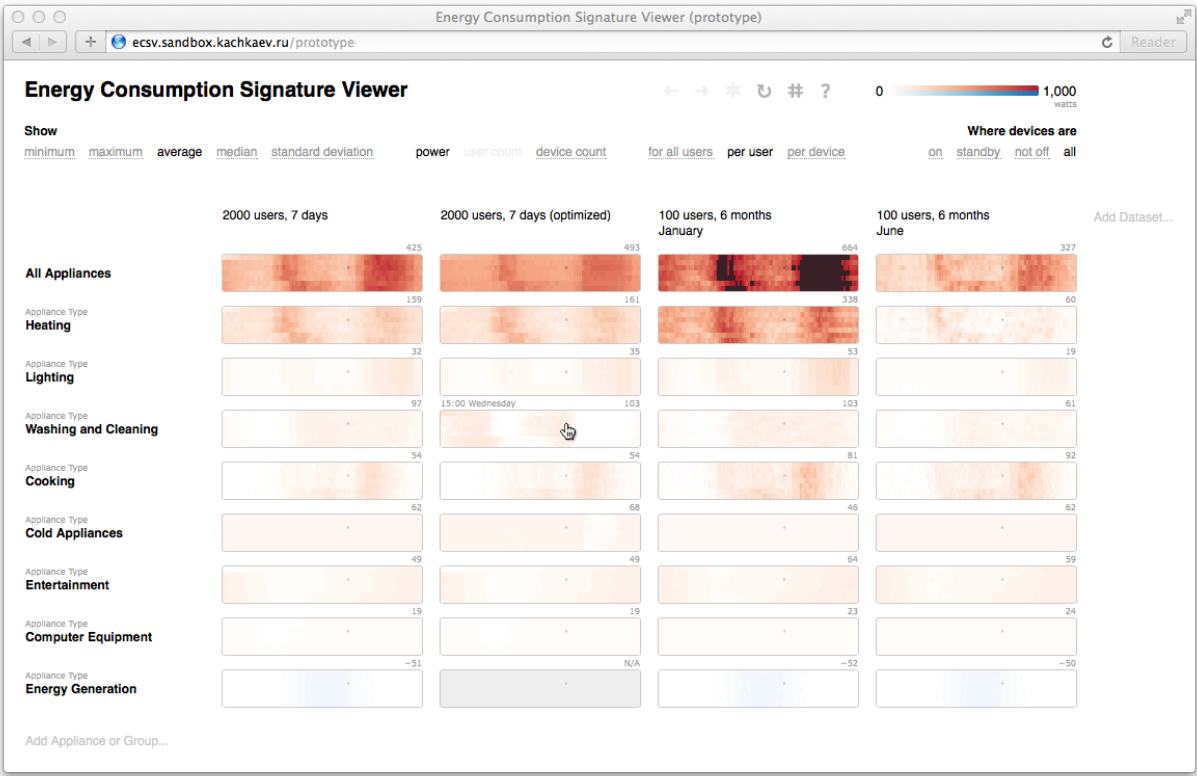 Energy Consumption Signature Viewer (prototype)
ecsv.sandbox.kachkaev.ru/prototype
Reader
Energy Consumption Signature Viewer
0 1,000
watts
Show
Where devices are
minimum maximum average median standard deviation power user count device count for all users per user per device on standby not off all
2000 users, 7 days
2000 users, 7 days (optimized)
100 users, 6 months
January
100 users, 6 months
June
Add Dataset...
425 493 664 327
All Appliances
159 161 338 60
Appliance Type
Heating
32 35 53 19
Appliance Type
Lighting
97 15:00 Wednesday 103 103 61
Appliance Type
Washing and Cleaning
54 54 81 92
Appliance Type
Cooking
62 68 46 62
Appliance Type
Cold Appliances
49 49 64 59
Appliance Type
Entertainment
19 19 23 24
Appliance Type
Computer Equipment
−51 N/A −52 −50
Appliance Type
Energy Generation
Add Appliance or Group...